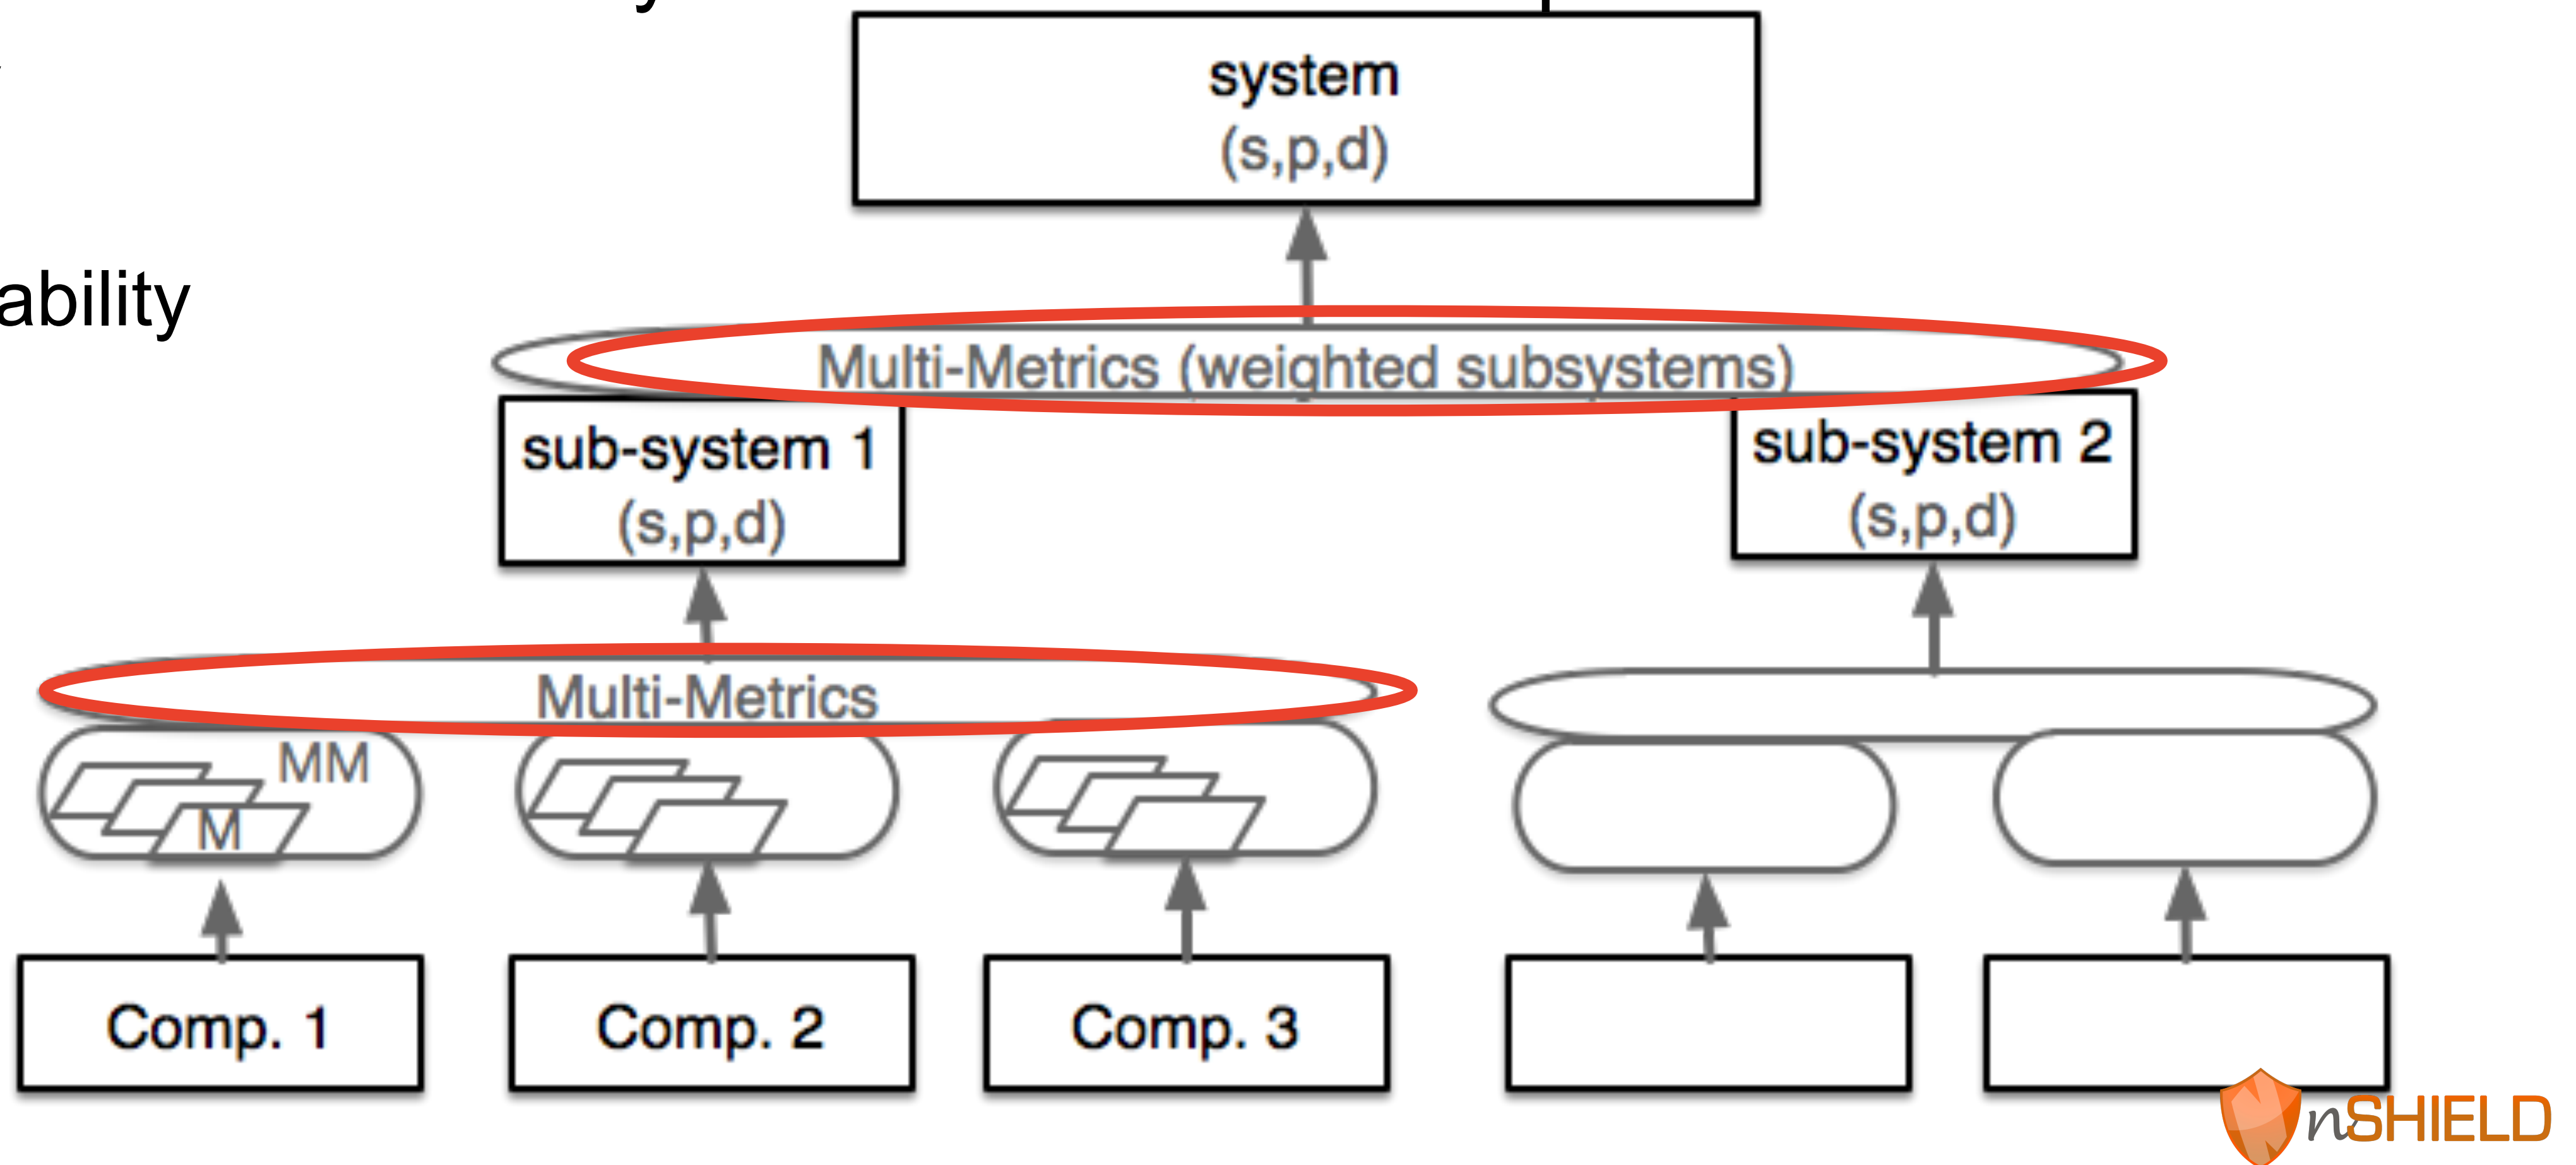 ability
system
(s,p,d)
Multi-Metrics (weighted subsystems)
sub-system 1
(s,p,d)
sub-system 2
(s,p,d)
Multi-Metrics
MM
M
Comp. 1
Comp. 2
Comp. 3
nSHIELD